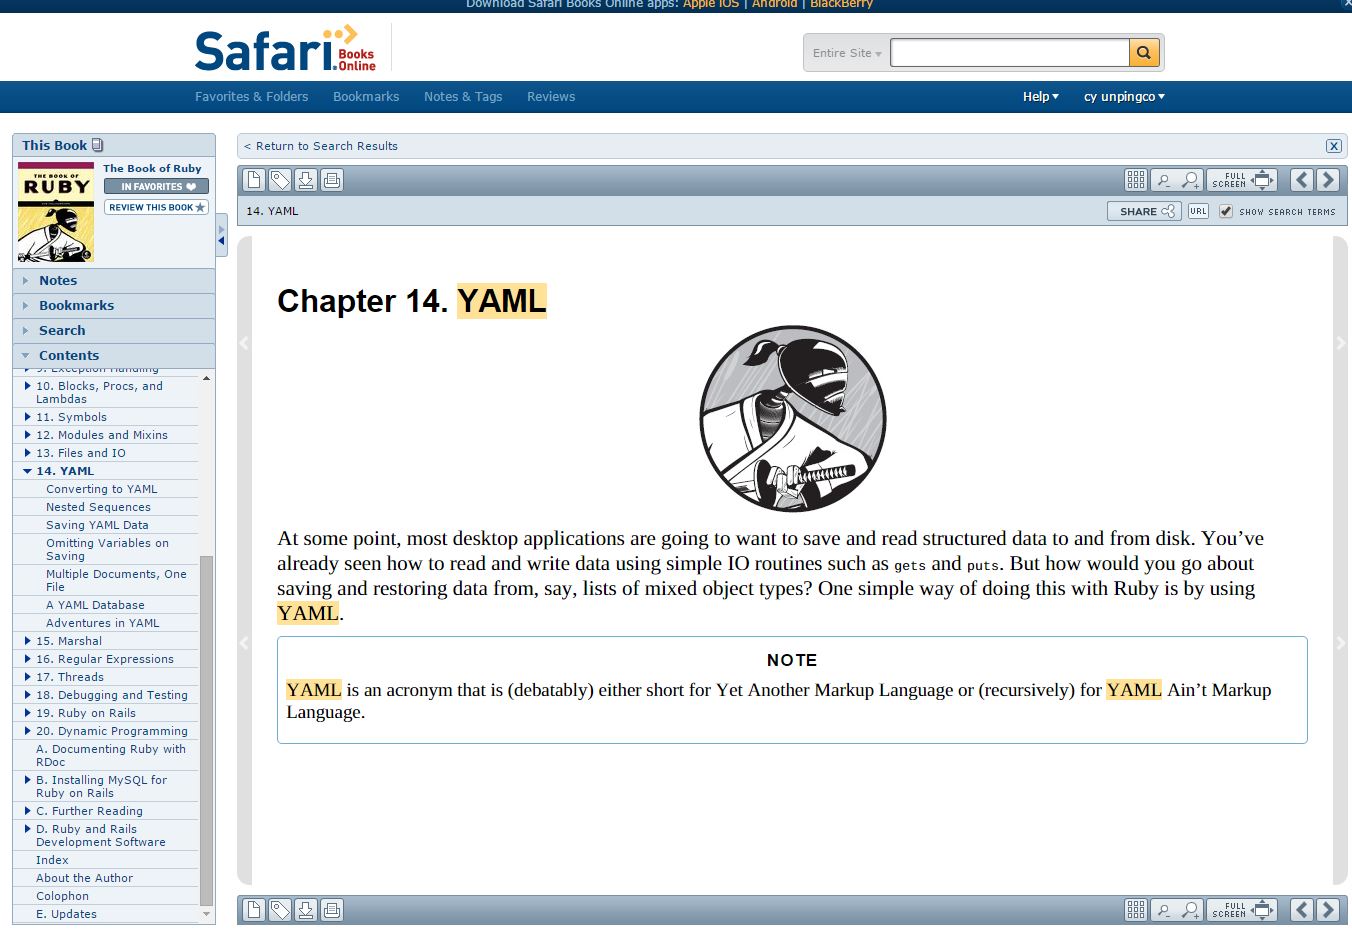 Download Safari Books Online apps: Apple iOS | Android | BlackBerry
Safari
Books
Online
Entire Site
Favorites & Folders Bookmarks Notes & Tags Reviews Help cy unpingco
This Book
THE BOOK OF
RUBY
The Book of Ruby
IN FAVORITES
REVIEW THIS BOOK
Notes
Bookmarks
Search
Contents
9. Exception Handling
10. Blocks, Procs, and
Lambdas
11. Symbols
12. Modules and Mixins
13. Files and IO
14. YAML
Converting to YAML
Nested Sequences
Saving YAML Data
Omitting Variables on
Saving
Multiple Documents, One
File
A YAML Database
Adventures in YAML
15. Marshal
16. Regular Expressions
17. Threads
18. Debugging and Testing
19. Ruby on Rails
20. Dynamic Programming
A. Documenting Ruby with
RDoc
B. Installing MySQL for
Ruby on Rails
C. Further Reading
D. Ruby and Rails
Development Software
Index
About the Author
Colophon
E. Updates
< Return to Search Results
X
FULL
SCREEN
14. YAML
SHARE URL SHOW SEARCH TERMS
Chapter 14. YAML
At some point, most desktop applications are going to want to save and read structured data to and from disk. You’ve
already seen how to read and write data using simple IO routines such as gets and puts. But how would you go about
saving and restoring data from, say, lists of mixed object types? One simple way of doing this with Ruby is by using
YAML.
NOTE
YAML is an acronym that is (debatably) either short for Yet Another Markup Language or (recursively) for YAML Ain’t Markup
Language.
FULL
SCREEN